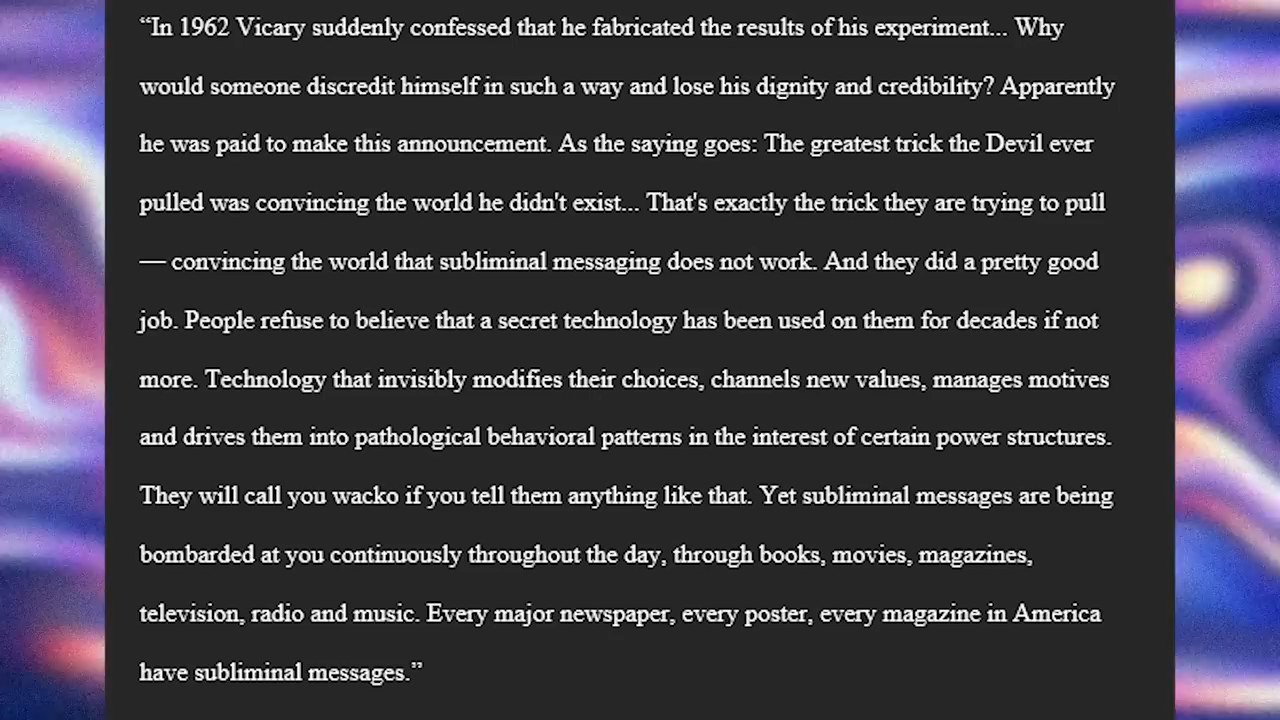 “In 1962 Vicary suddenly confessed that he fabricated the results of his experiment... Why
would someone discredit himself in such a way and lose his dignity and credibility? Apparently
he was paid to make this announcement. As the saying goes: The greatest trick the Devil ever
pulled was convincing the world he didn't exist... That's exactly the trick they are trying to pull
— convincing the world that subliminal messaging does not work. And they did a pretty good
job. People refuse to believe that a secret technology has been used on them for decades if not
more. Technology that invisibly modifies their choices, channels new values, manages motives
and drives them into pathological behavioral patterns in the interest of certain power structures.
They will call you wacko if you tell them anything like that. Yet subliminal messages are being
bombarded at you continuously throughout the day, through books, movies, magazines,
television, radio and music. Every major newspaper, every poster, every magazine in America
have subliminal messages.”